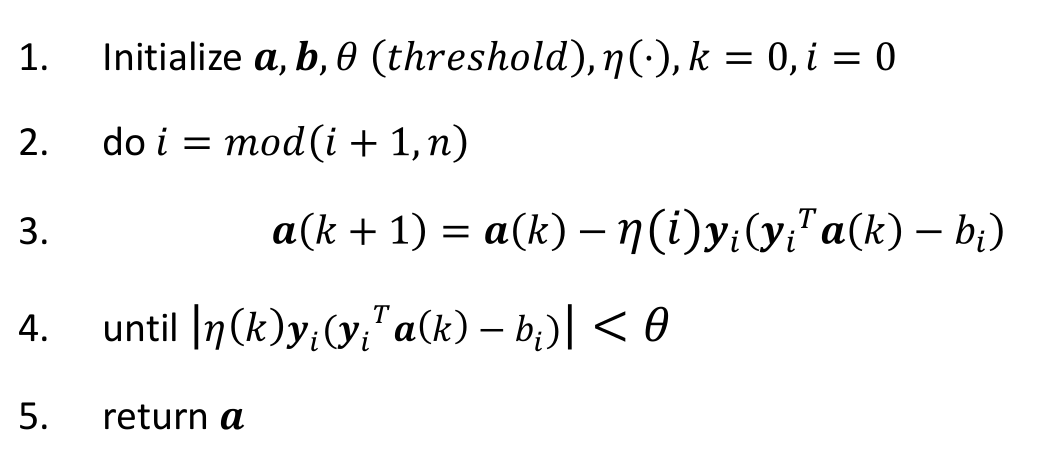 1. Initialize a, b, θ (threshold), η(·), k = 0, i = 0
2. do i = mod(i + 1, n)
3. a(k + 1) = a(k) − η(i)yᵢ(yᵢᵀa(k) − bᵢ)
4. until |η(k)yᵢ(yᵢᵀa(k) − bᵢ)| < θ
5. return a